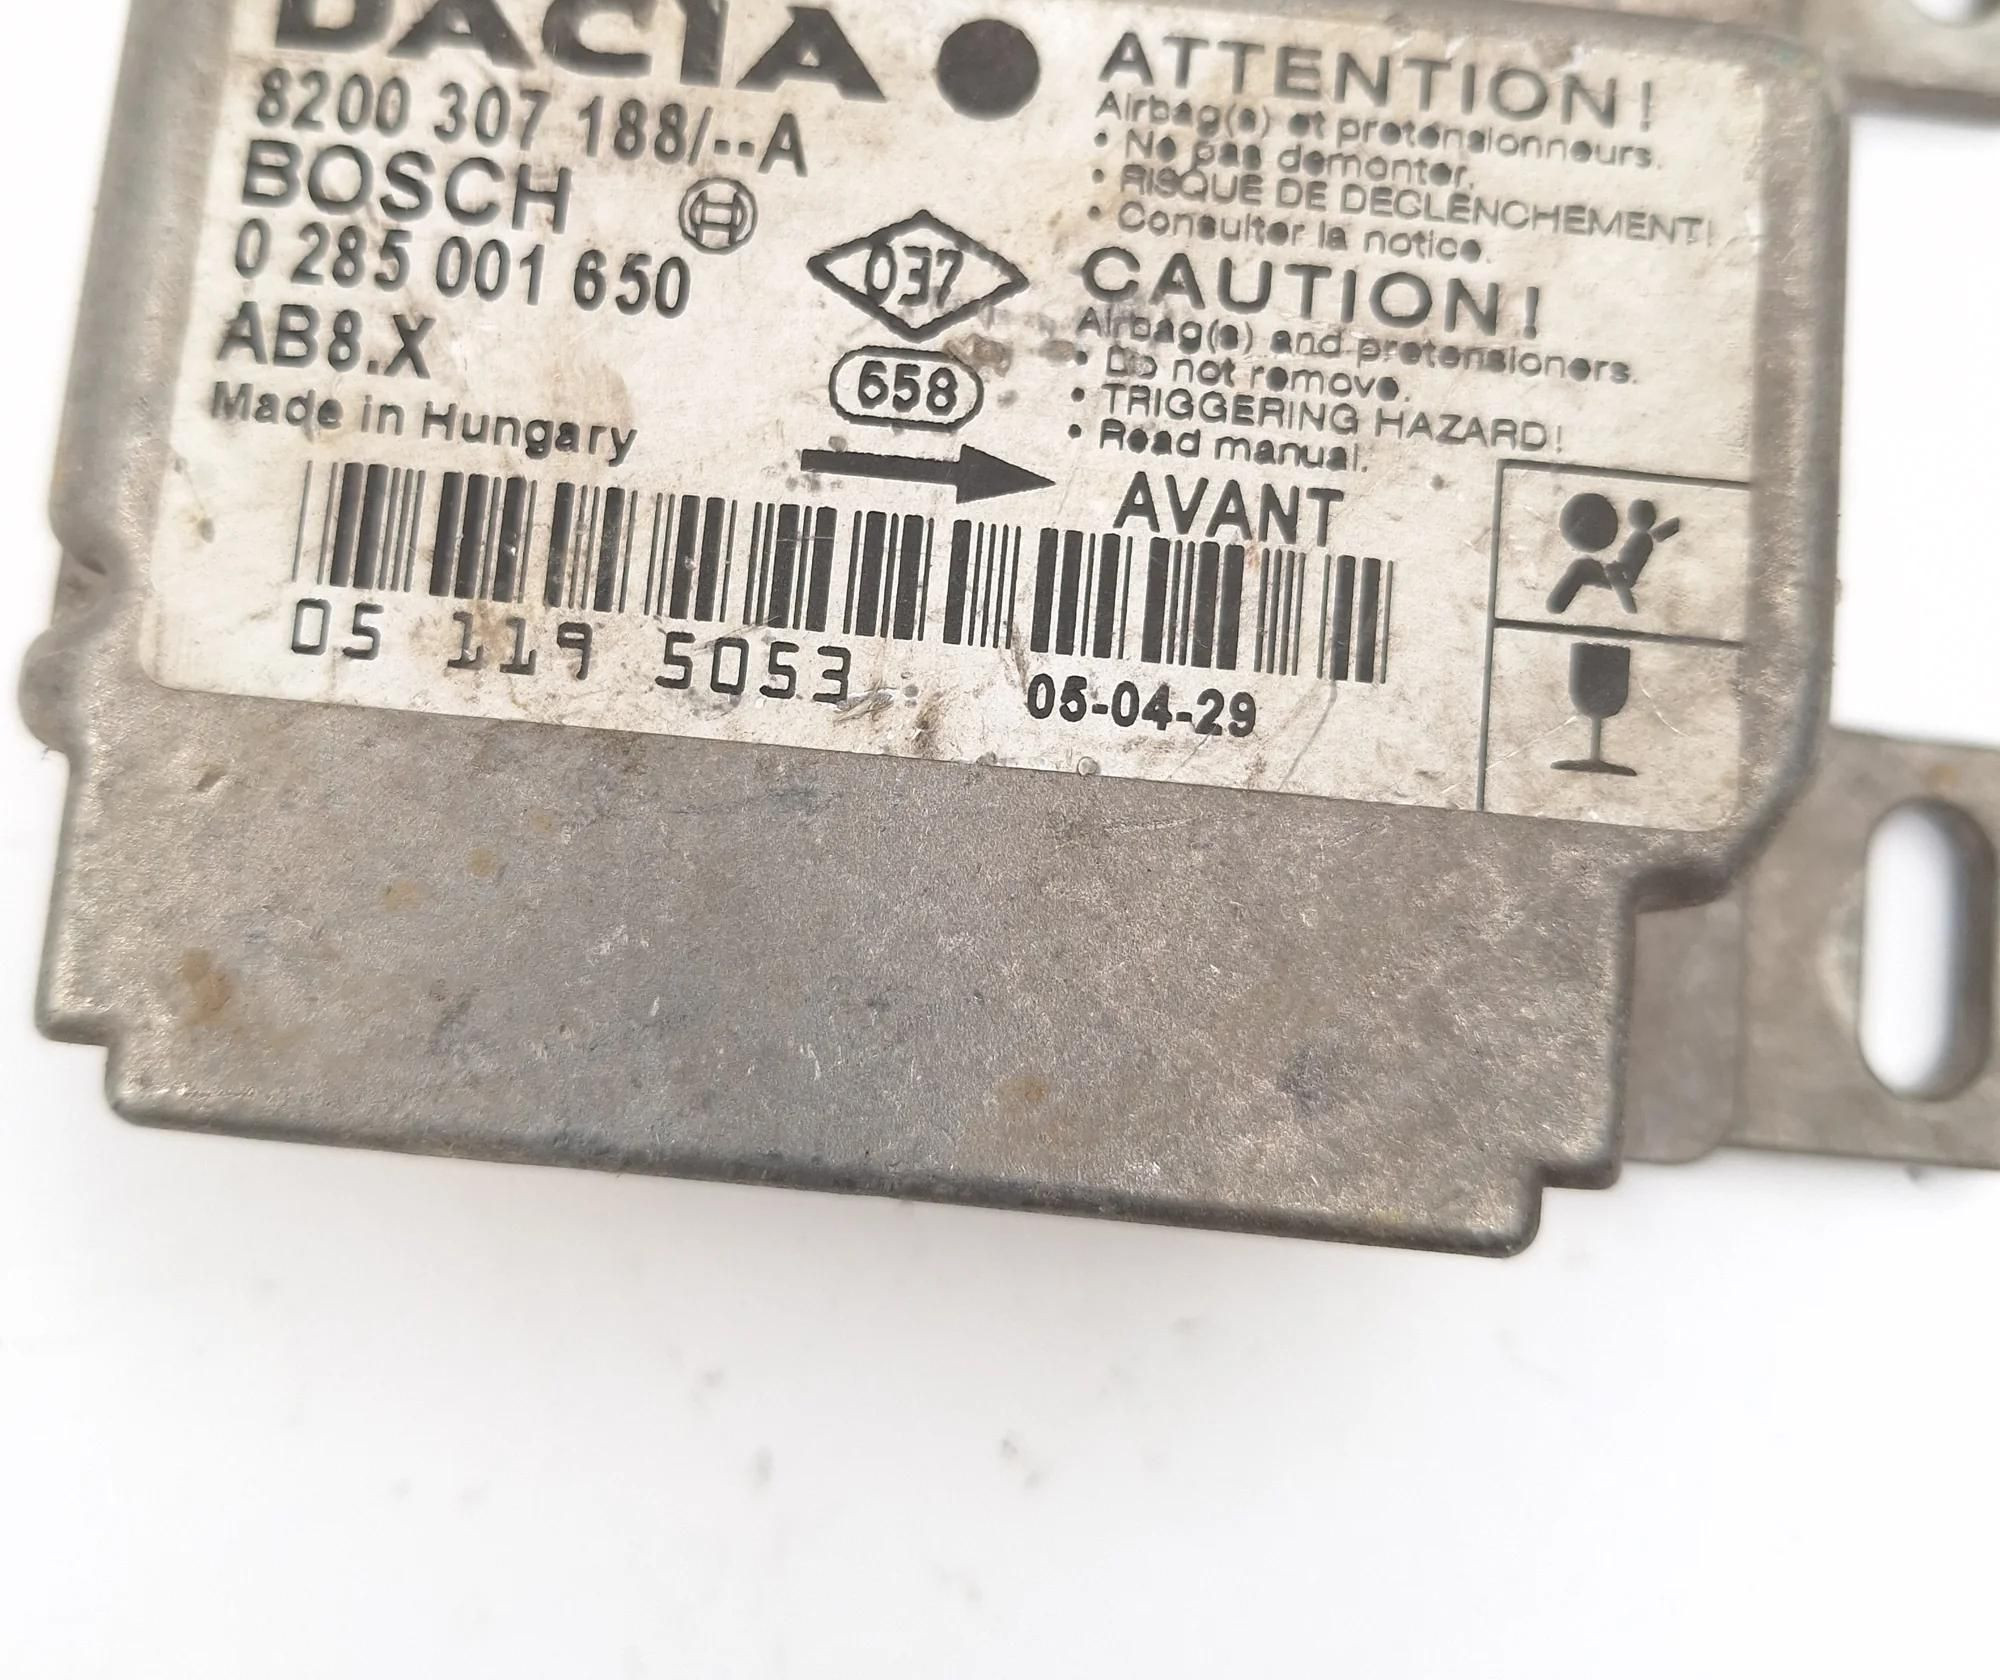 DACIA
8200 307 188/--A
BOSCH
0 285 001 650
AB8.X
Made in Hungary
037
658
ATTENTION!
Airbag(s) et prétensionneurs.
• Ne pas démonter.
• RISQUE DE DECLENCHEMENT!
• Consulter la notice.
CAUTION!
Airbag(s) and pretensioners.
• Do not remove.
• TRIGGERING HAZARD!
• Read manual.
AVANT
05 119 5053
05-04-29